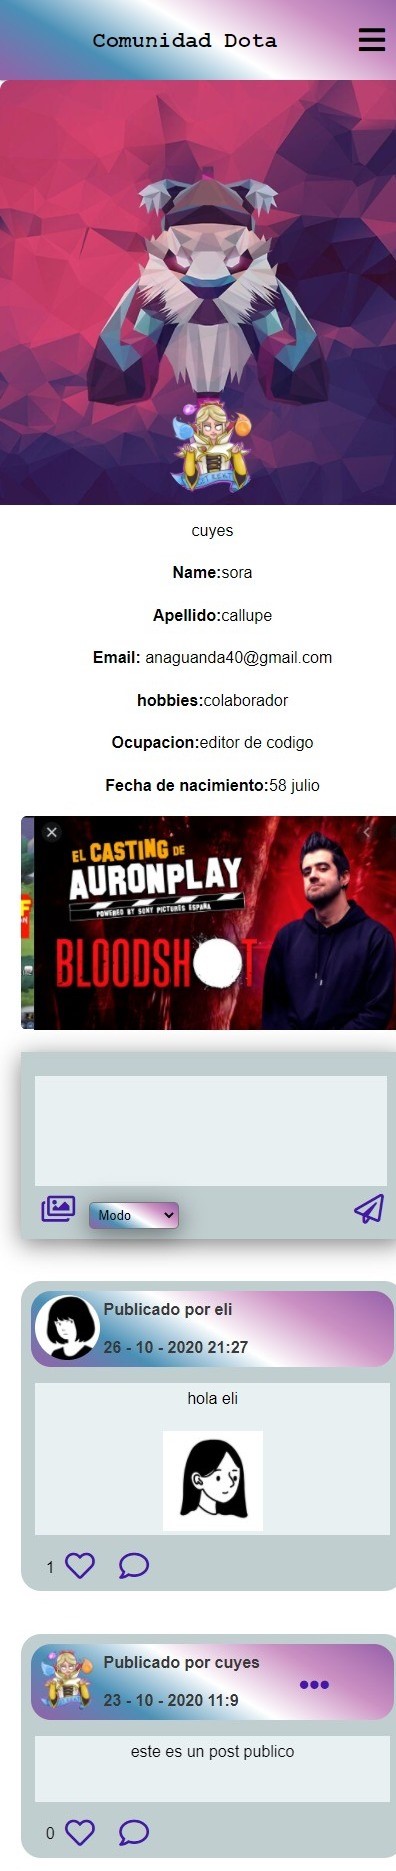 Comunidad Dota
cuyes
Name:sora
Apellido:callupe
Email: anaguanda40@gmail.com
hobbies:colaborador
Ocupacion:editor de codigo
Fecha de nacimiento:58 julio
EL CASTING DE
AURONPLAY
POWERED BY SONY PICTURES ESPAÑA
Modo
Publicado por eli
26 - 10 - 2020 21:27
hola eli
1
Publicado por cuyes
23 - 10 - 2020 11:9
este es un post publico
0